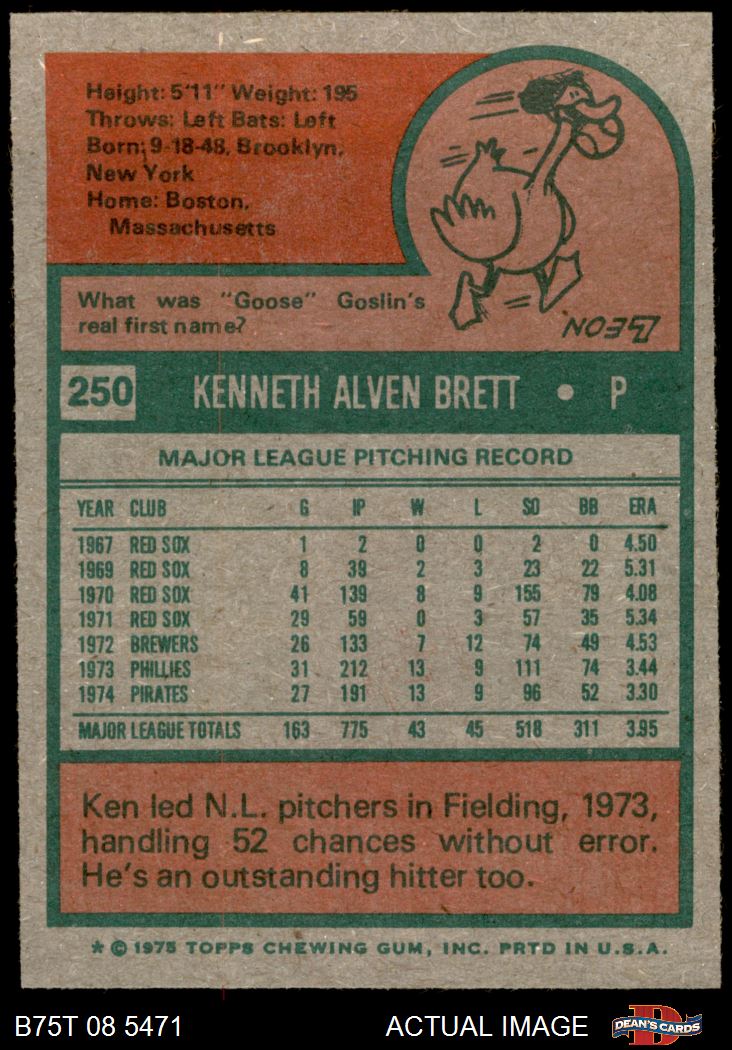 Height: 5'11" Weight: 195
Throws: Left Bats: Left
Born: 9-18-48, Brooklyn,
New York
Home: Boston,
Massachusetts
What was "Goose" Goslin's
real first name?
LEON
250 KENNETH ALVEN BRETT • P
MAJOR LEAGUE PITCHING RECORD
YEAR CLUB G IP W L SO BB ERA
1967 RED SOX 1 2 0 0 2 0 4.50
1969 RED SOX 8 39 2 3 23 22 5.31
1970 RED SOX 41 139 8 9 155 79 4.08
1971 RED SOX 29 59 0 3 57 35 5.34
1972 BREWERS 26 133 7 12 74 49 4.53
1973 PHILLIES 31 212 13 9 111 74 3.44
1974 PIRATES 27 191 13 9 96 52 3.30
MAJOR LEAGUE TOTALS 163 775 43 45 518 311 3.95
Ken led N.L. pitchers in Fielding, 1973,
handling 52 chances without error.
He's an outstanding hitter too.
* © 1975 TOPPS CHEWING GUM, INC. PRTD IN U.S.A.
B75T 08 5471 ACTUAL IMAGE D DEAN'S CARDS